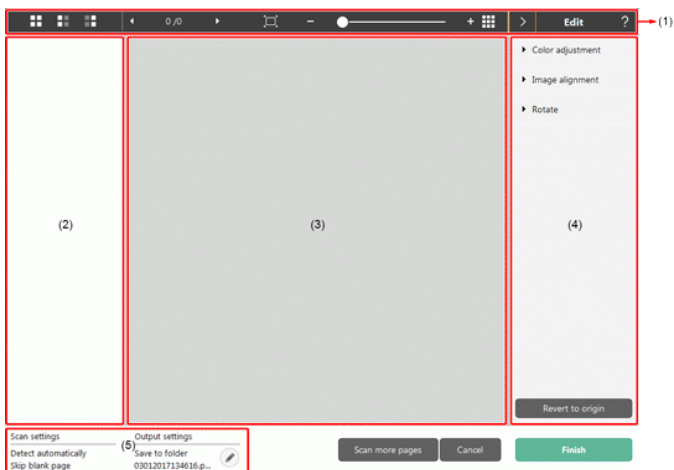 0 /0
Edit
?
(1)
Color adjustment
Image alignment
Rotate
(2)
(3)
(4)
Revert to origin
Scan settings
Detect automatically
Skip blank page
(5)
Output settings
Save to folder
03012017134616.p...
Scan more pages
Cancel
Finish